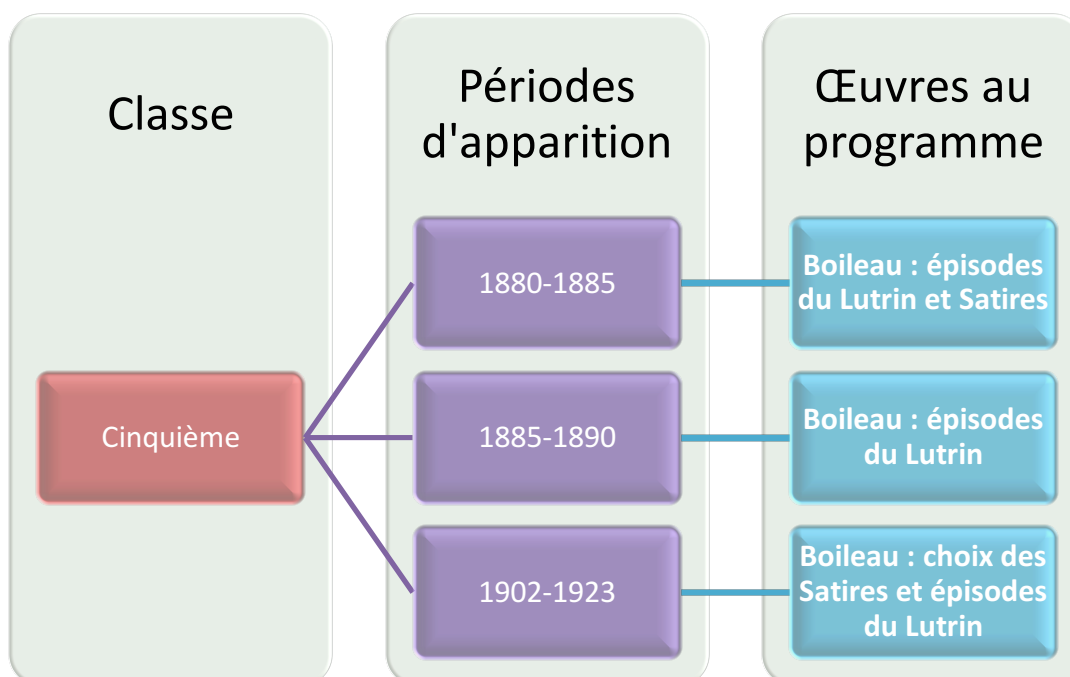 Classe
Périodes
d'apparition
Œuvres au
programme
Cinquième
1880-1885
Boileau : épisodes
du Lutrin et Satires
1885-1890
Boileau : épisodes
du Lutrin
1902-1923
Boileau : choix des
Satires et épisodes
du Lutrin